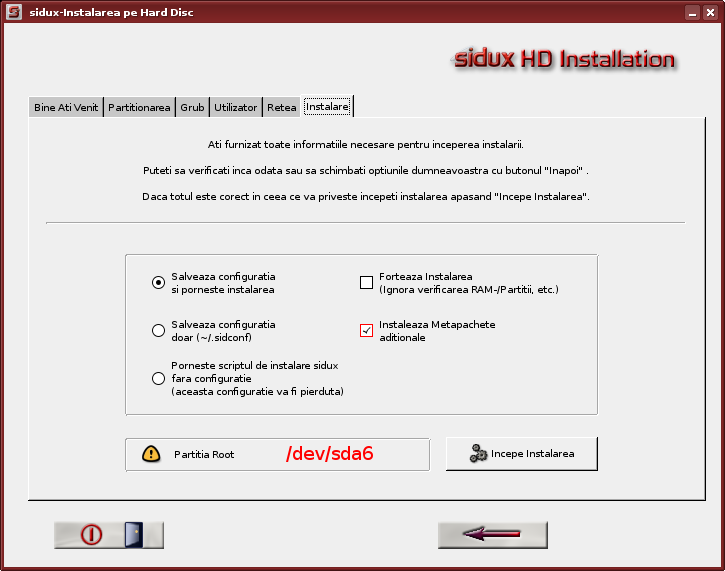 sidux-Instalarea pe Hard Disc
sidux HD Installation
Bine Ati Venit Partitionarea Grub Utilizator Retea Instalare
Ati furnizat toate informatiile necesare pentru inceperea instalarii.
Puteti sa verificati inca odata sau sa schimbati optiunile dumneavoastra cu butonul "Inapoi" .
Daca totul este corect in ceea ce va priveste incepeti instalarea apasand "Incepe Instalarea".
Salveaza configuratia
si porneste instalarea
Forteaza Instalarea
(Ignora verificarea RAM-/Partitii, etc.)
Salveaza configuratia
doar (~/.sidconf)
Instaleaza Metapachete
aditionale
Porneste scriptul de instalare sidux
fara configuratie
(aceasta configuratie va fi pierduta)
Partitia Root /dev/sda6
Incepe Instalarea